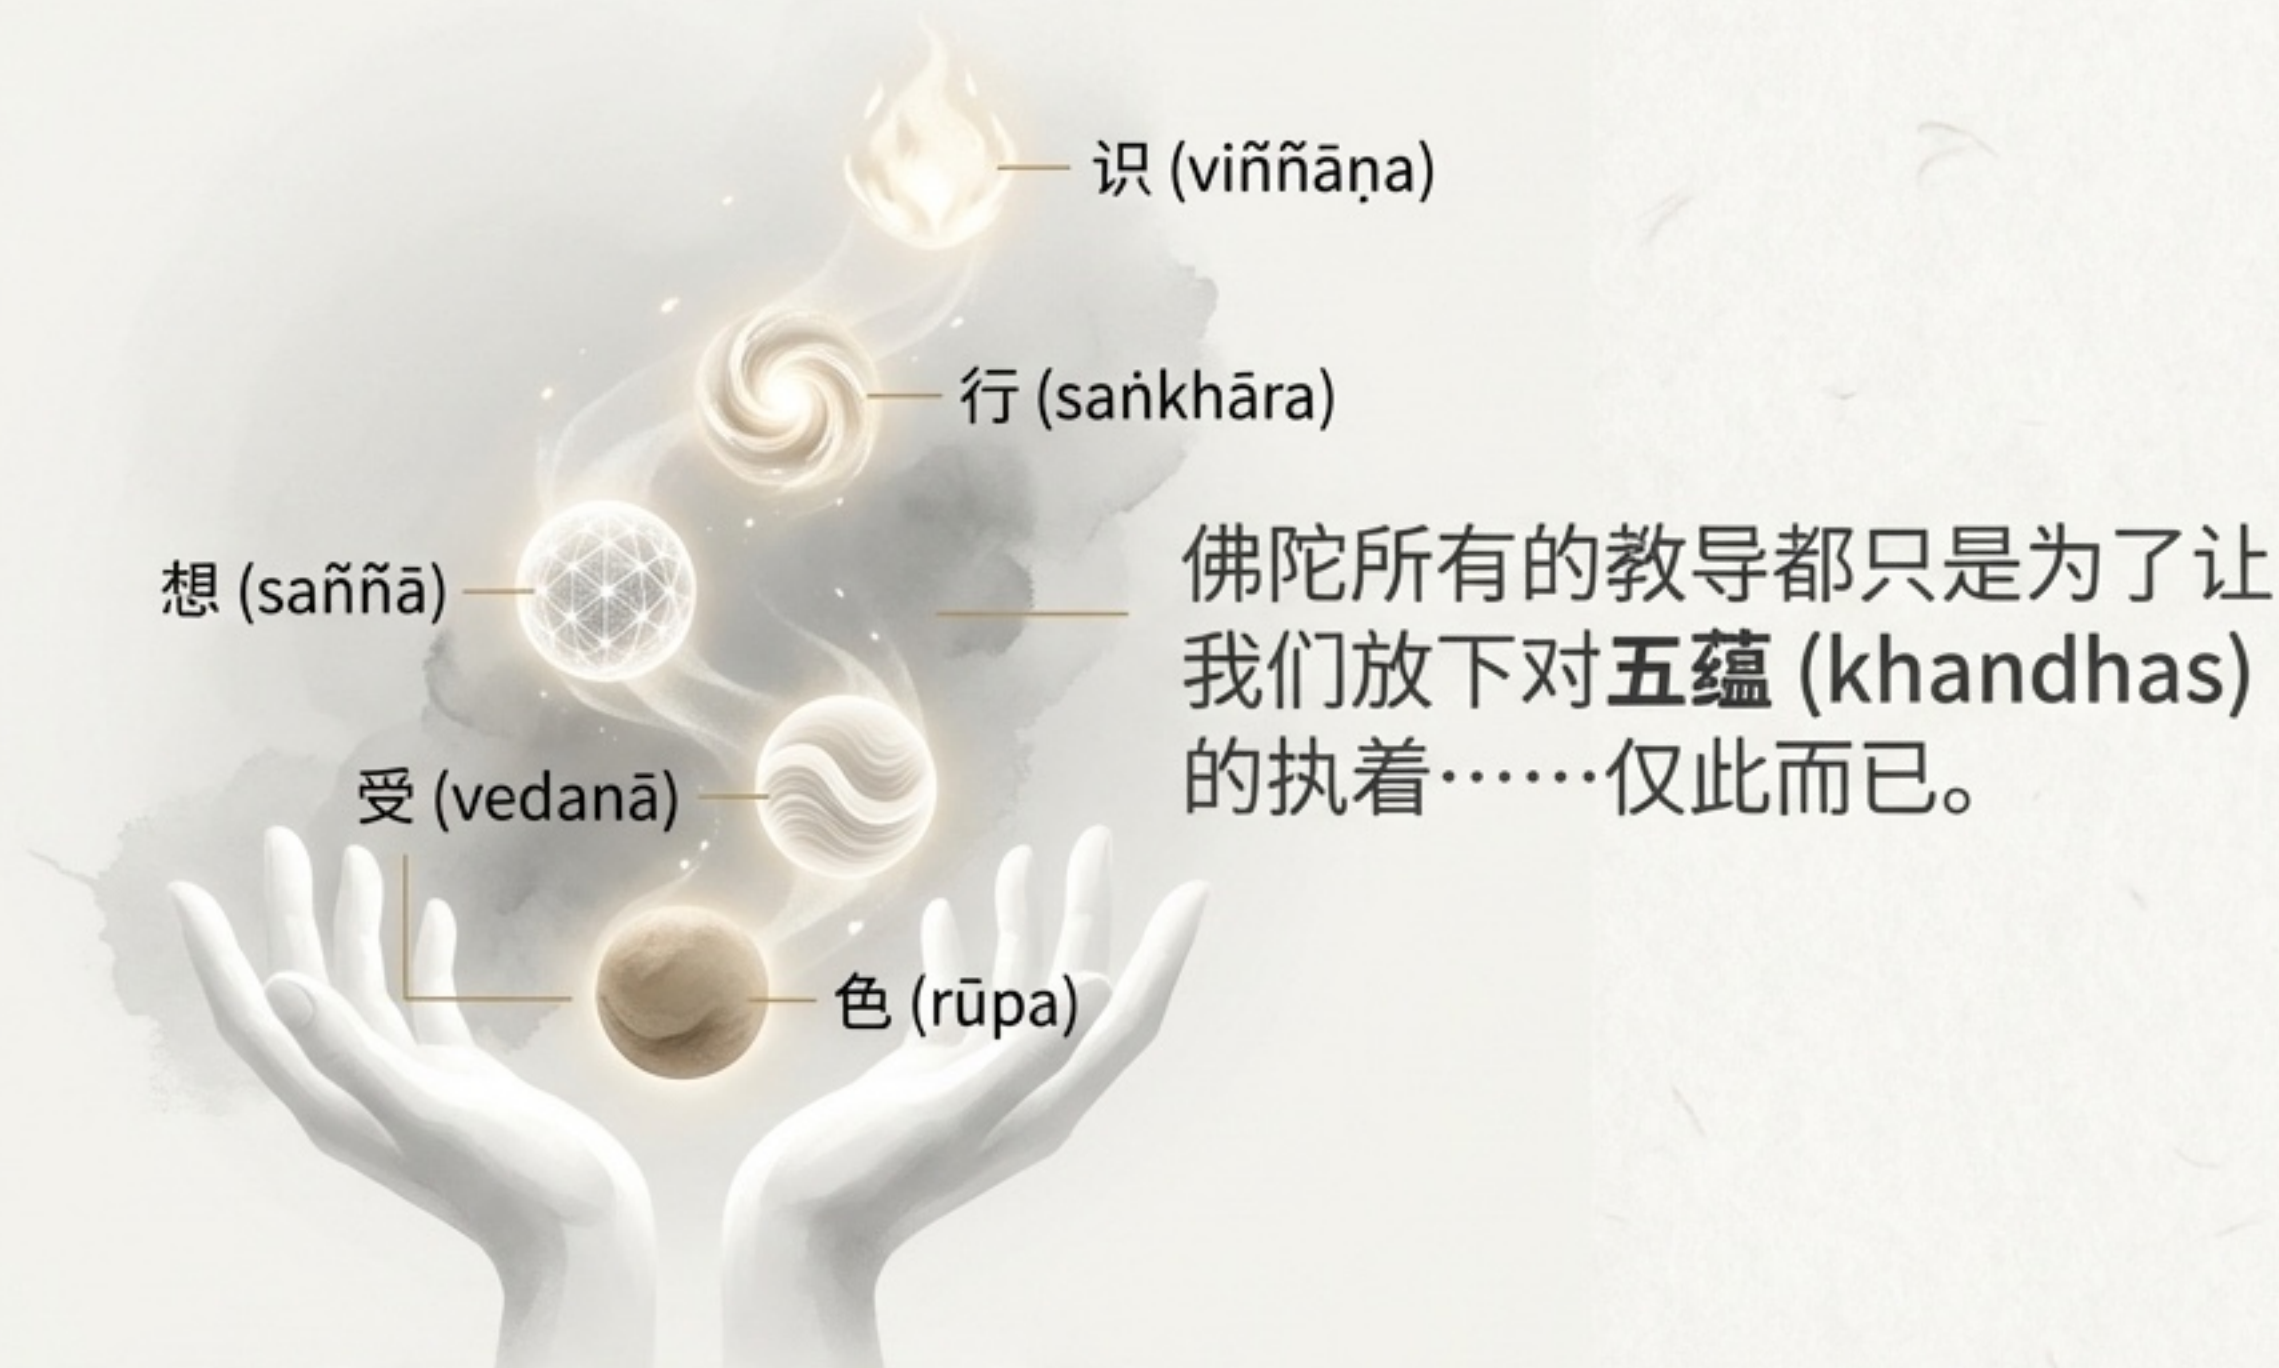 识 (viññāṇa)
行 (saṅkhāra)
想 (saññā)
佛陀所有的教导都只是为了让
我们放下对五蕴 (khandhas)
的执着……仅此而已。
受 (vedanā)
色 (rūpa)